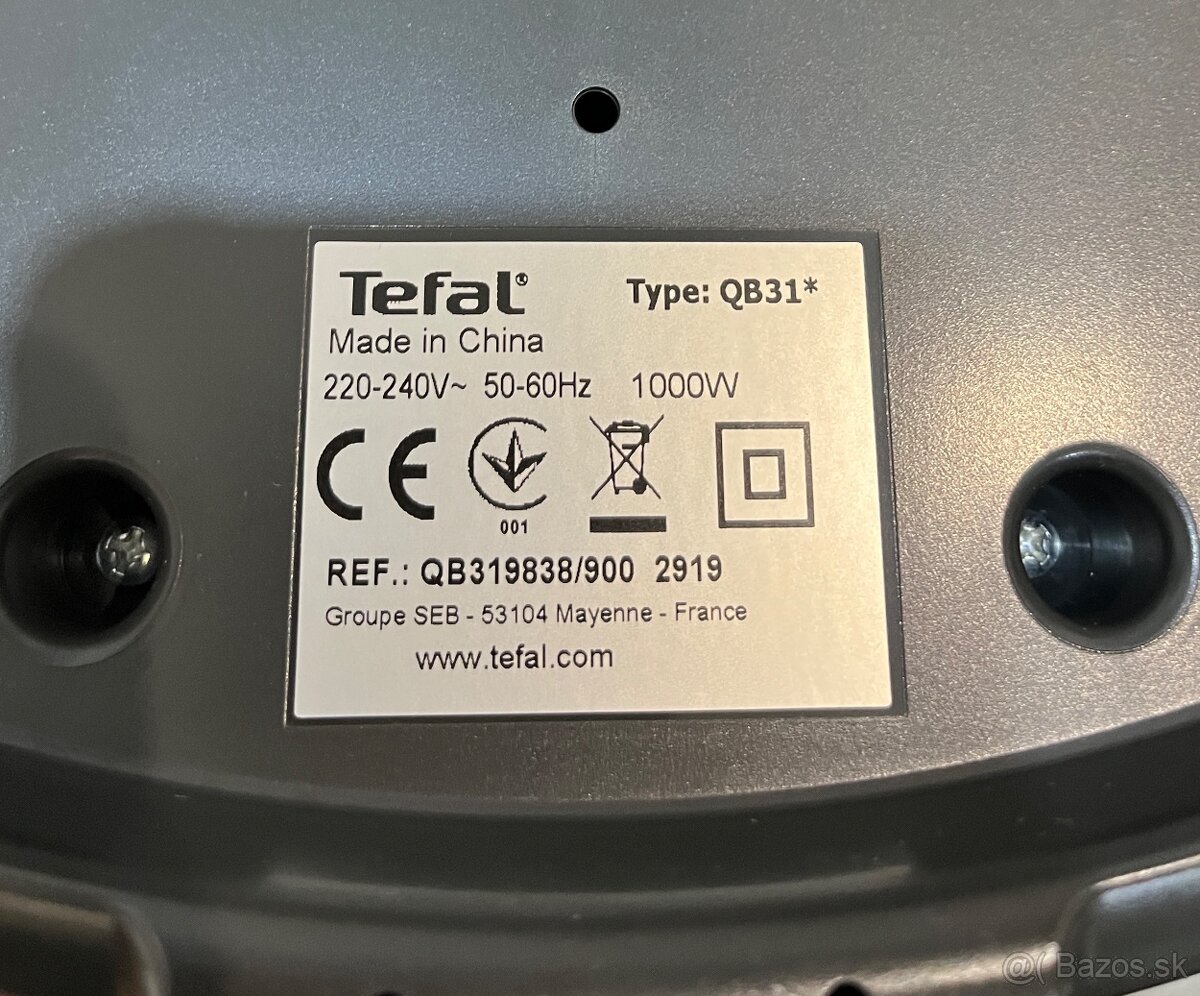 Tefal®
Type: QB31*
Made in China
220-240V~ 50-60Hz 1000W
CE
001
REF.: QB319838/900 2919
Groupe SEB - 53104 Mayenne - France
www.tefal.com
@( Bazos.sk